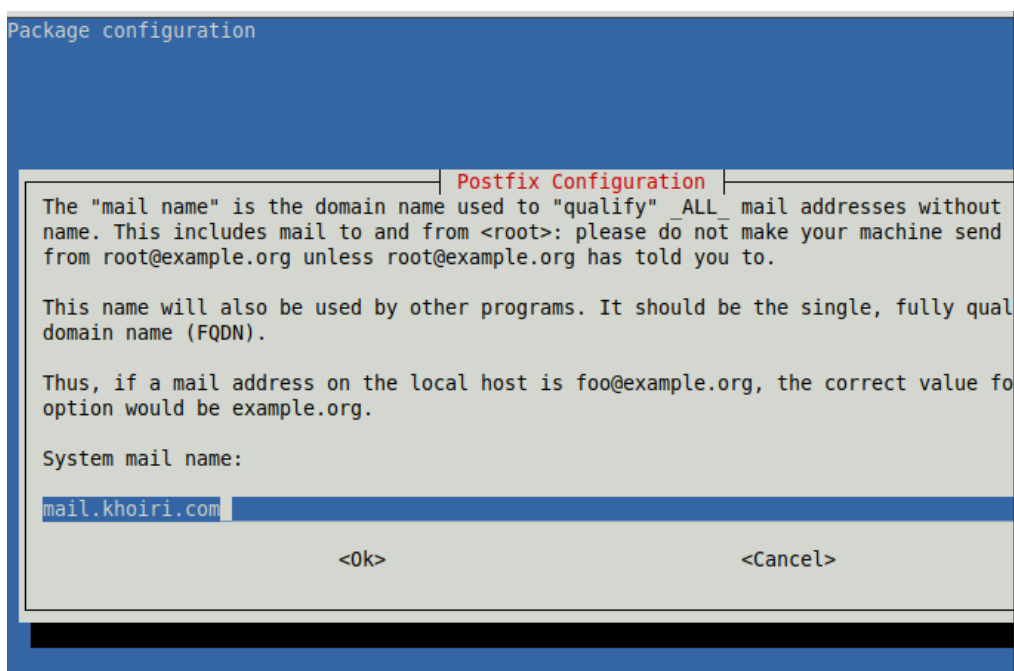 Package configuration
Postfix Configuration
The "mail name" is the domain name used to "qualify" _ALL_ mail addresses without
name. This includes mail to and from <root>: please do not make your machine send
from root@example.org unless root@example.org has told you to.
This name will also be used by other programs. It should be the single, fully qual
domain name (FQDN).
Thus, if a mail address on the local host is foo@example.org, the correct value fo
option would be example.org.
System mail name:
mail.khoiri.com
<Ok> <Cancel>